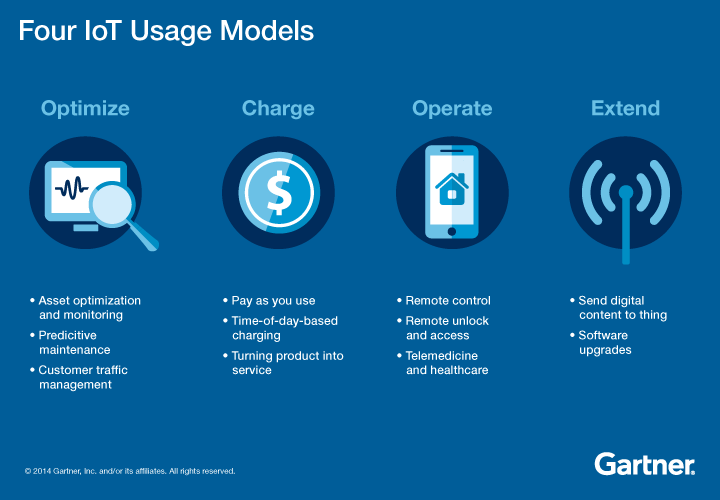 Four IoT Usage Models
Optimize
• Asset optimization
and monitoring
• Predicitive
maintenance
• Customer traffic
management
Charge
$
• Pay as you use
• Time-of-day-based
charging
• Turning product into
service
Operate
• Remote control
• Remote unlock
and access
• Telemedicine
and healthcare
Extend
• Send digital
content to thing
• Software
upgrades
© 2014 Gartner, Inc. and/or its affiliates. All rights reserved.
Gartner.